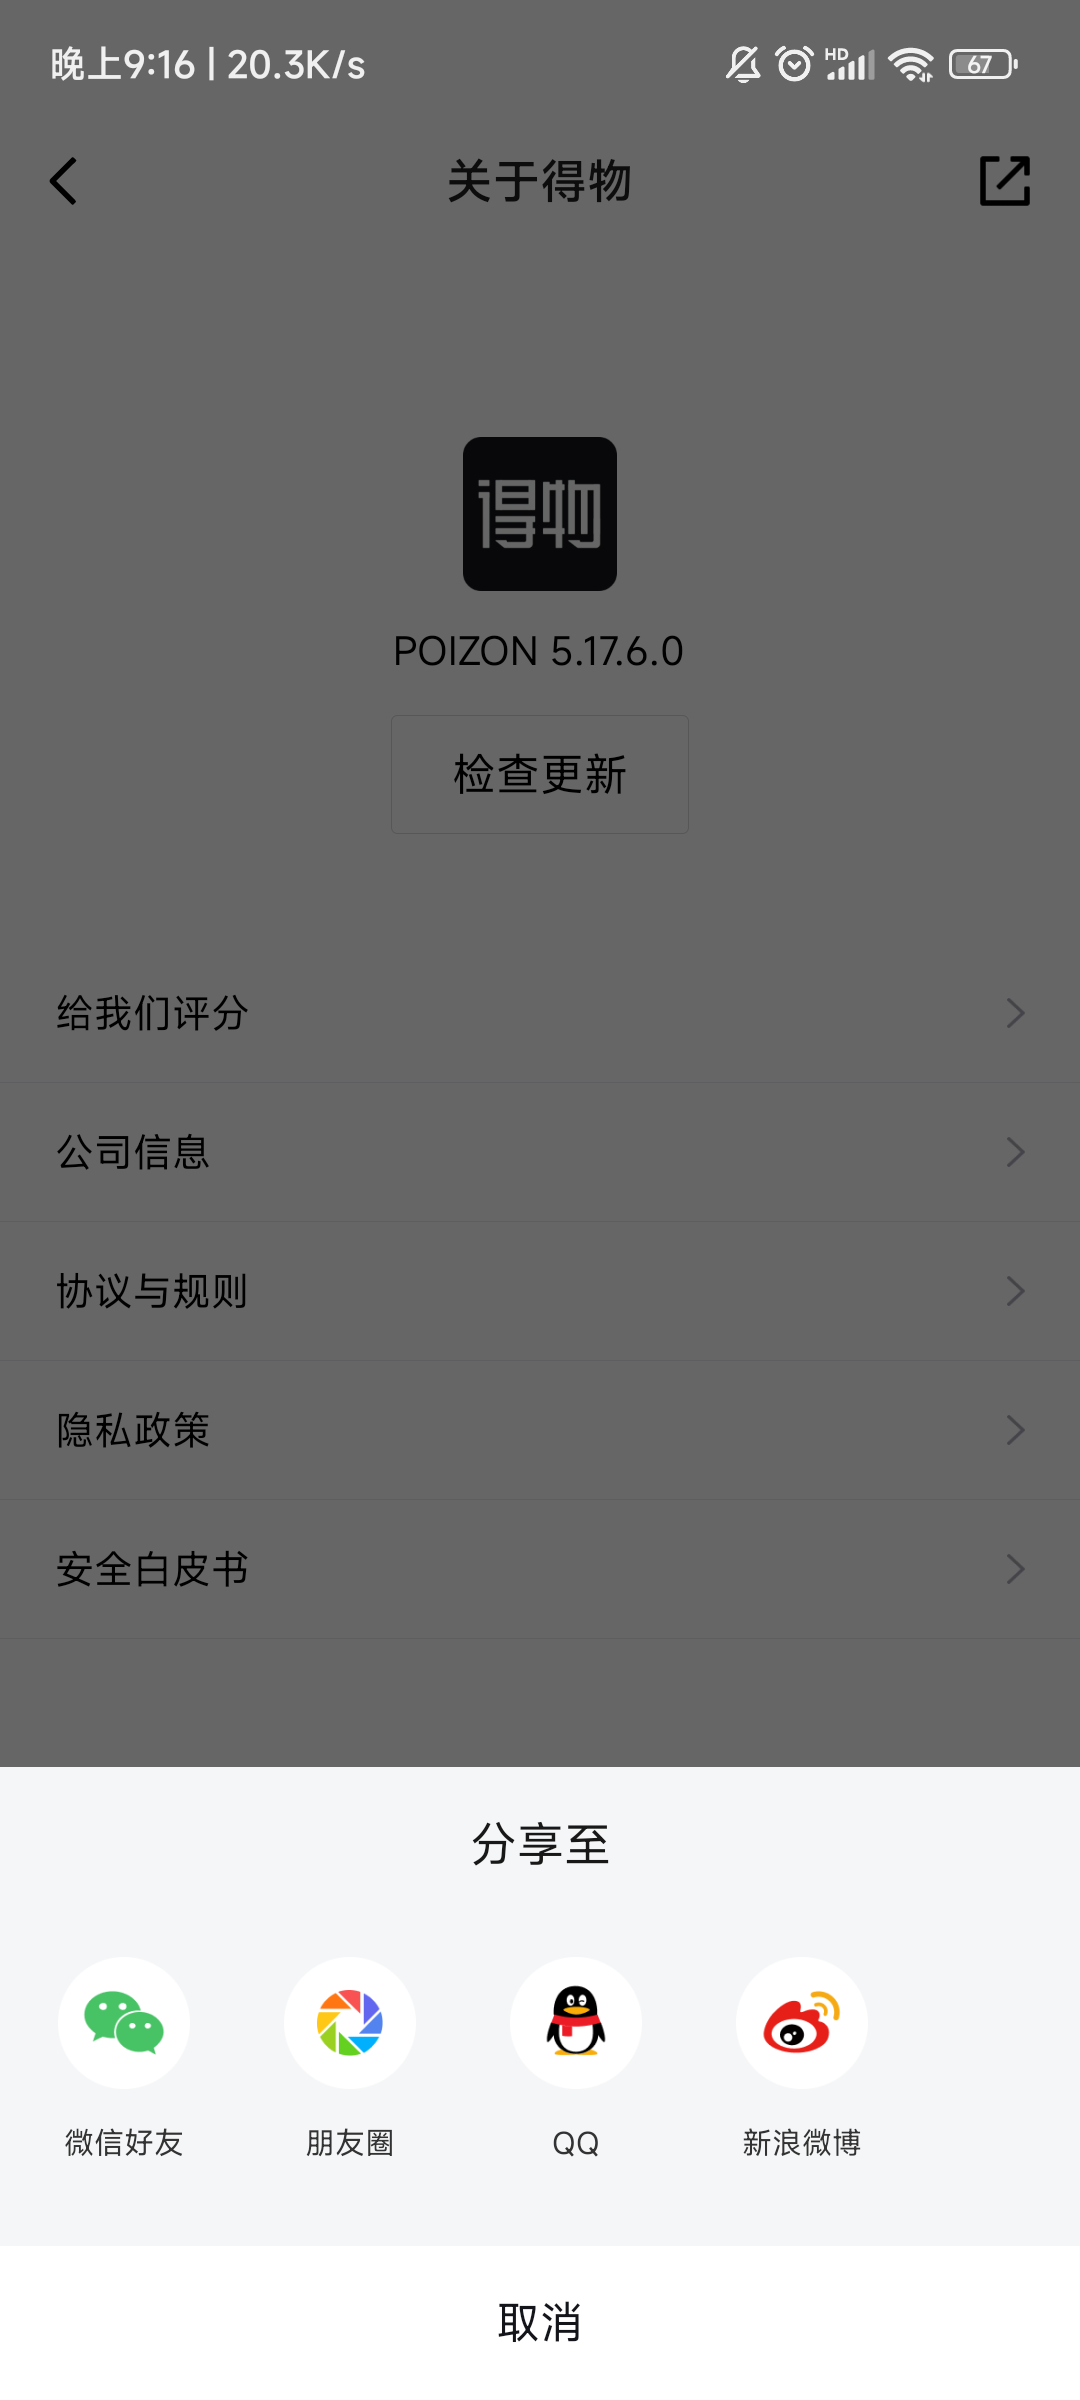 晚上9:16 | 20.3K/s
HD
67
关于得物
得物
POIZON 5.17.6.0
检查更新
给我们评分
公司信息
协议与规则
隐私政策
安全白皮书
分享至
微信好友 朋友圈 QQ 新浪微博
取消